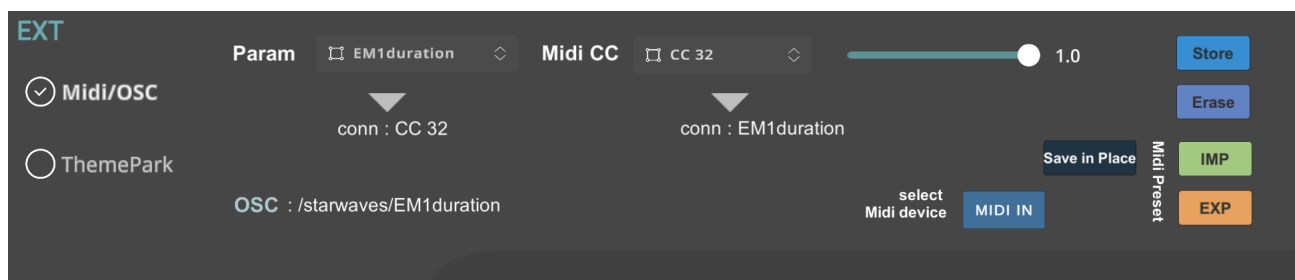 EXT
Param
EM1duration
Midi CC
CC 32
1.0
Store
Midi/OSC
Erase
conn : CC 32
conn : EM1duration
ThemePark
Save in Place
Midi Preset
IMP
OSC : /starwaves/EM1duration
select
Midi device
MIDI IN
EXP